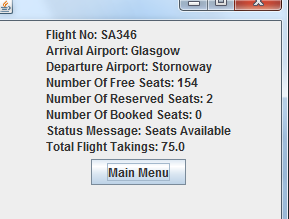 Flight No: SA346
Arrival Airport: Glasgow
Departure Airport: Stornoway
Number Of Free Seats: 154
Number Of Reserved Seats: 2
Number Of Booked Seats: 0
Status Message: Seats Available
Total Flight Takings: 75.0
Main Menu